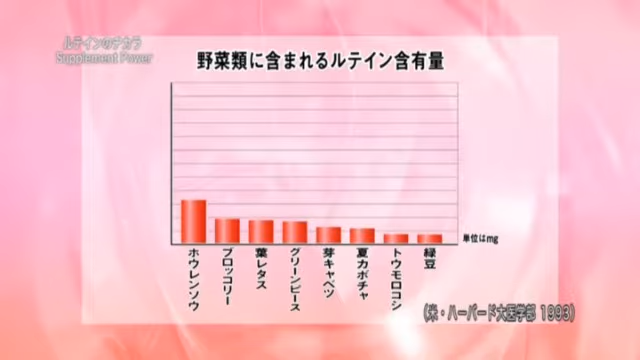 ルテインのチカラ
Supplement Power
野菜類に含まれるルテイン含有量
単位はmg
ホウレンソウ
ブロッコリー
葉レタス
グリーンピース
芽キャベツ
夏カボチャ
トウモロコシ
緑豆
(米・ハーバード大医学部 1993)